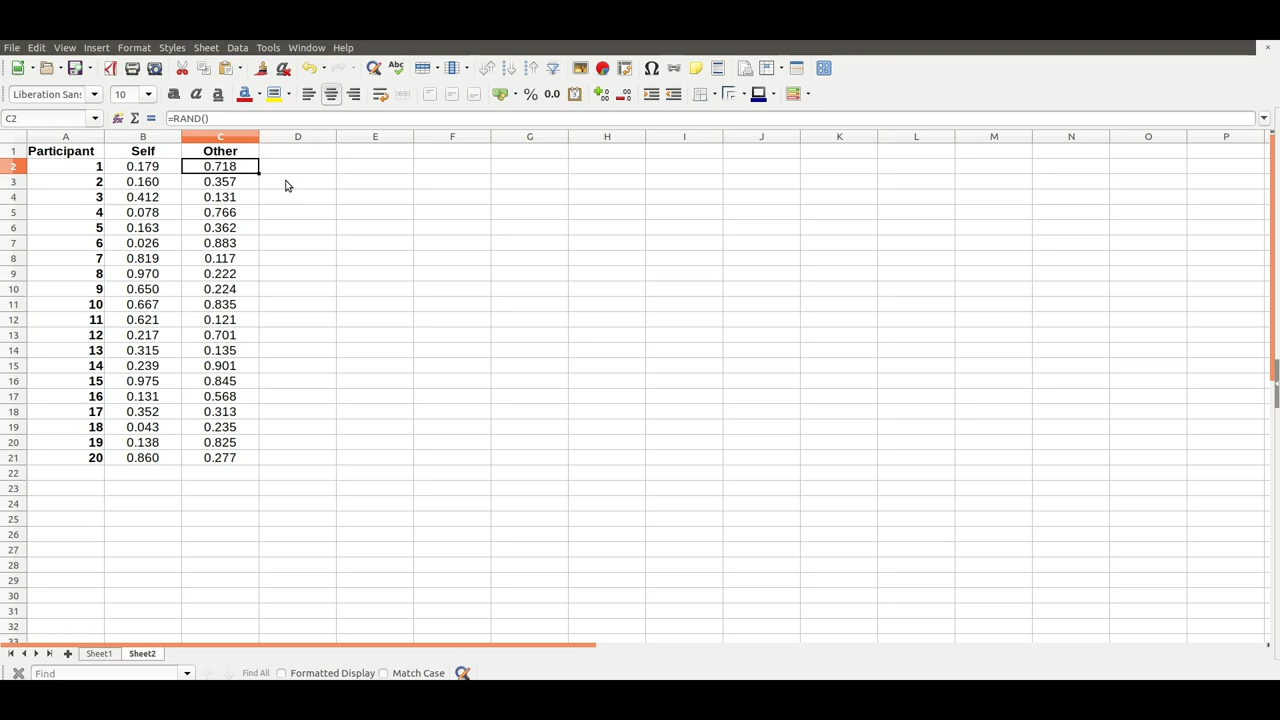 File Edit View Insert Format Styles Sheet Data Tools Window Help
Liberation Sans 10 0.0
C2 =RAND()
A B C D E F G H I J K L M N O P
1 Participant Self Other
2 1 0.179 0.718
3 2 0.160 0.357
4 3 0.412 0.131
5 4 0.078 0.766
6 5 0.163 0.362
7 6 0.026 0.883
8 7 0.819 0.117
9 8 0.970 0.222
10 9 0.650 0.224
11 10 0.667 0.835
12 11 0.621 0.121
13 12 0.217 0.701
14 13 0.315 0.135
15 14 0.239 0.901
16 15 0.975 0.845
17 16 0.131 0.568
18 17 0.352 0.313
19 18 0.043 0.235
20 19 0.138 0.825
21 20 0.860 0.277
22
23
24
25
26
27
28
29
30
31
32
33
Sheet1 Sheet2
Find Find All Formatted Display Match Case